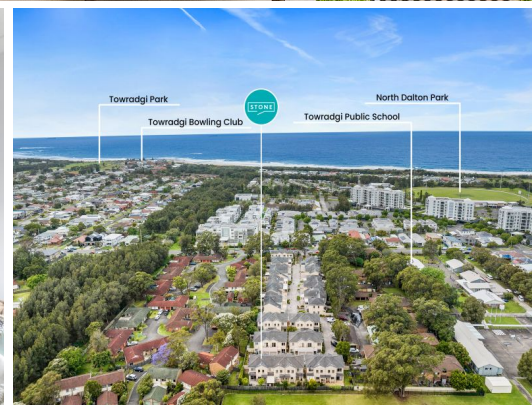 Towradgi Park
STONE
North Dalton Park
Towradgi Bowling Club
Towradgi Public School